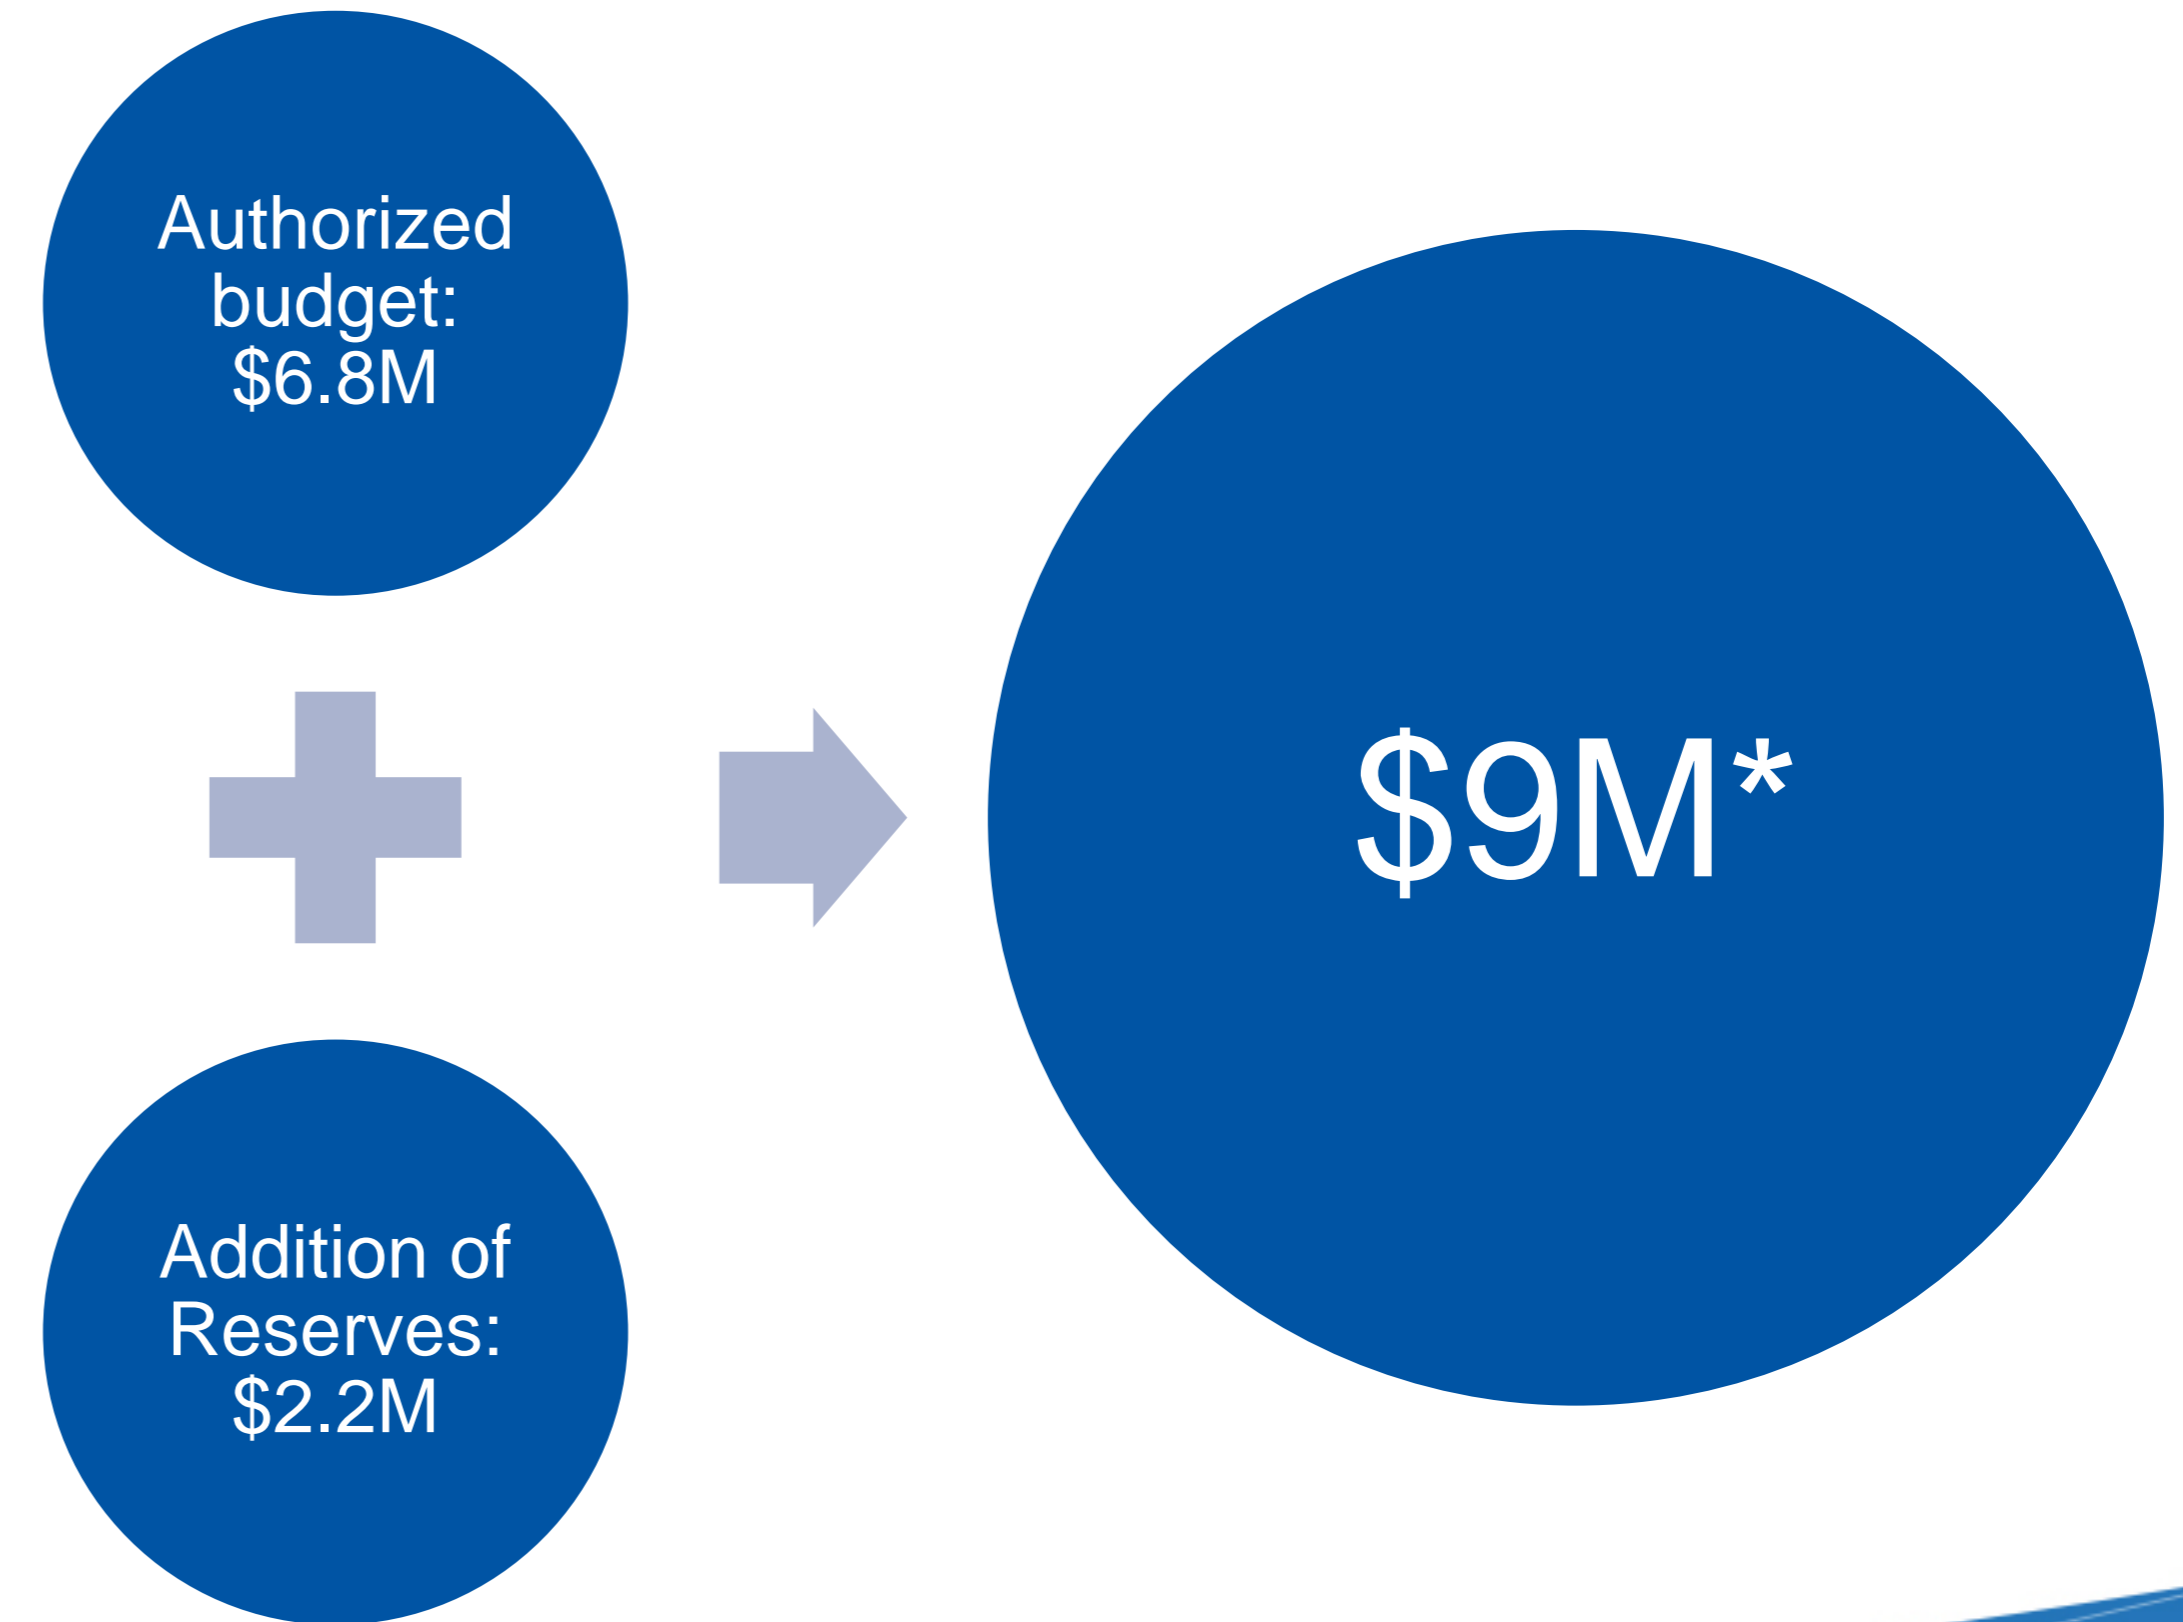 Authorized
budget:
$6.8M
Addition of
Reserves:
$2.2M
$9M*